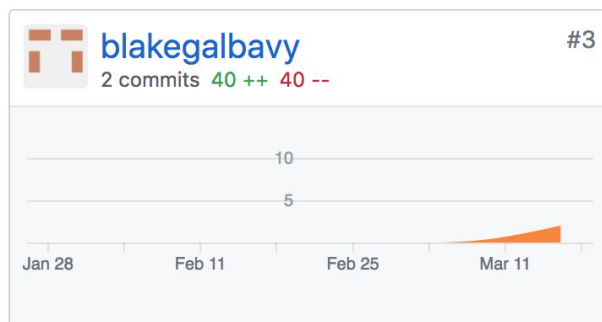 blakegalbavy #3
2 commits 40 ++ 40 --
10
5
Jan 28 Feb 11 Feb 25 Mar 11